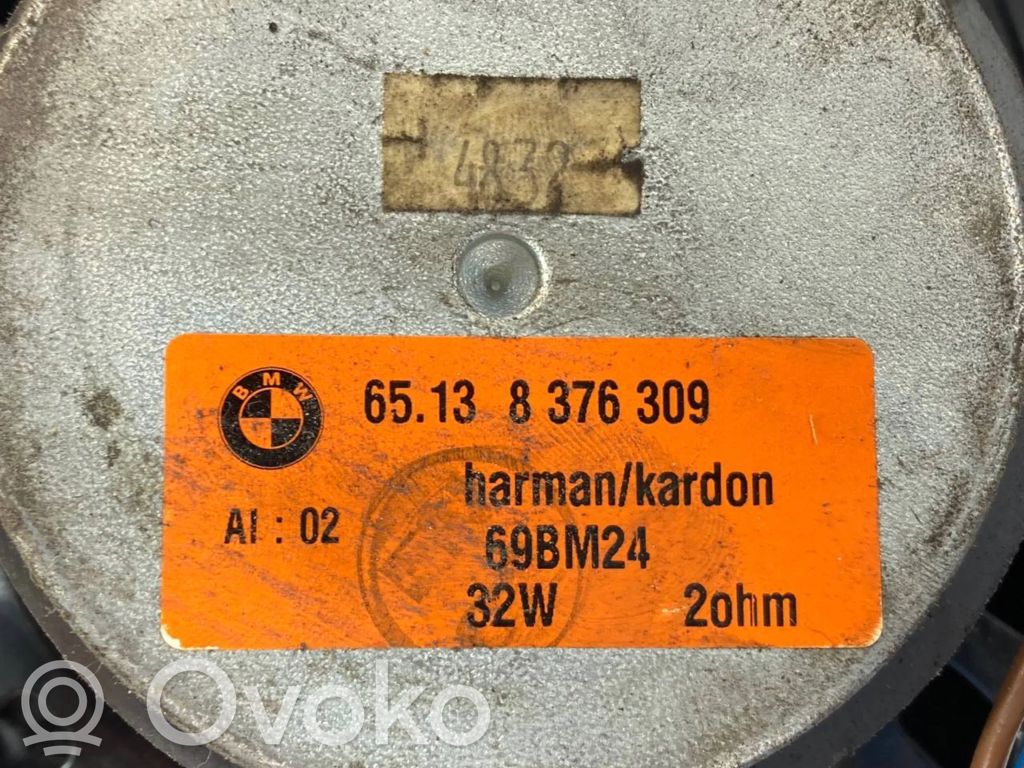 4832
BMW
65.13 8 376 309
harman/kardon
AI : 02
69BM24
32W 2ohm
Ovoko